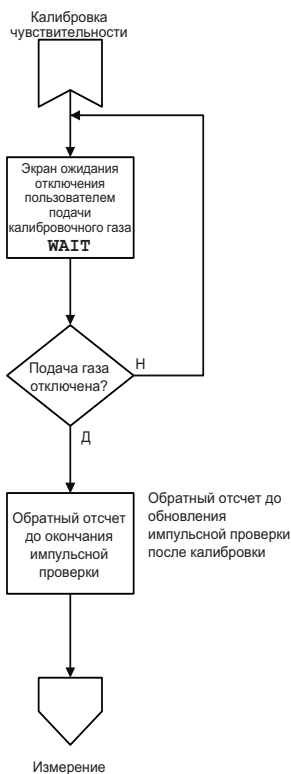 Калибровка
чувствительности
Экран ожидания
отключения
пользователем
подачи
калибровочного газа
WAIT
Подача газа
отключена?
Н
Д
Обратный отсчет
до окончания
импульсной
проверки
Обратный отсчет до
обновления
импульсной проверки
после калибровки
Измерение